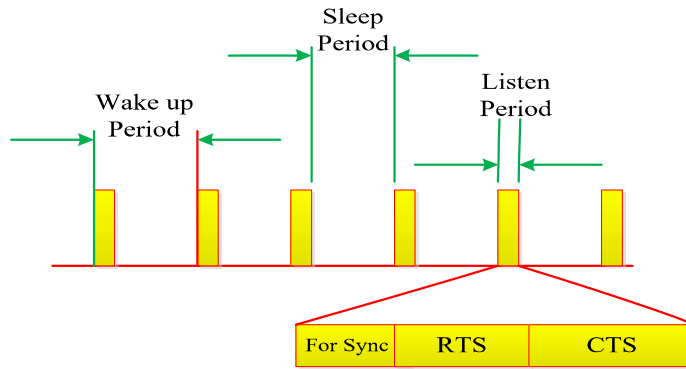 Sleep
Period
Listen
Period
Wake up
Period
For Sync
RTS
CTS